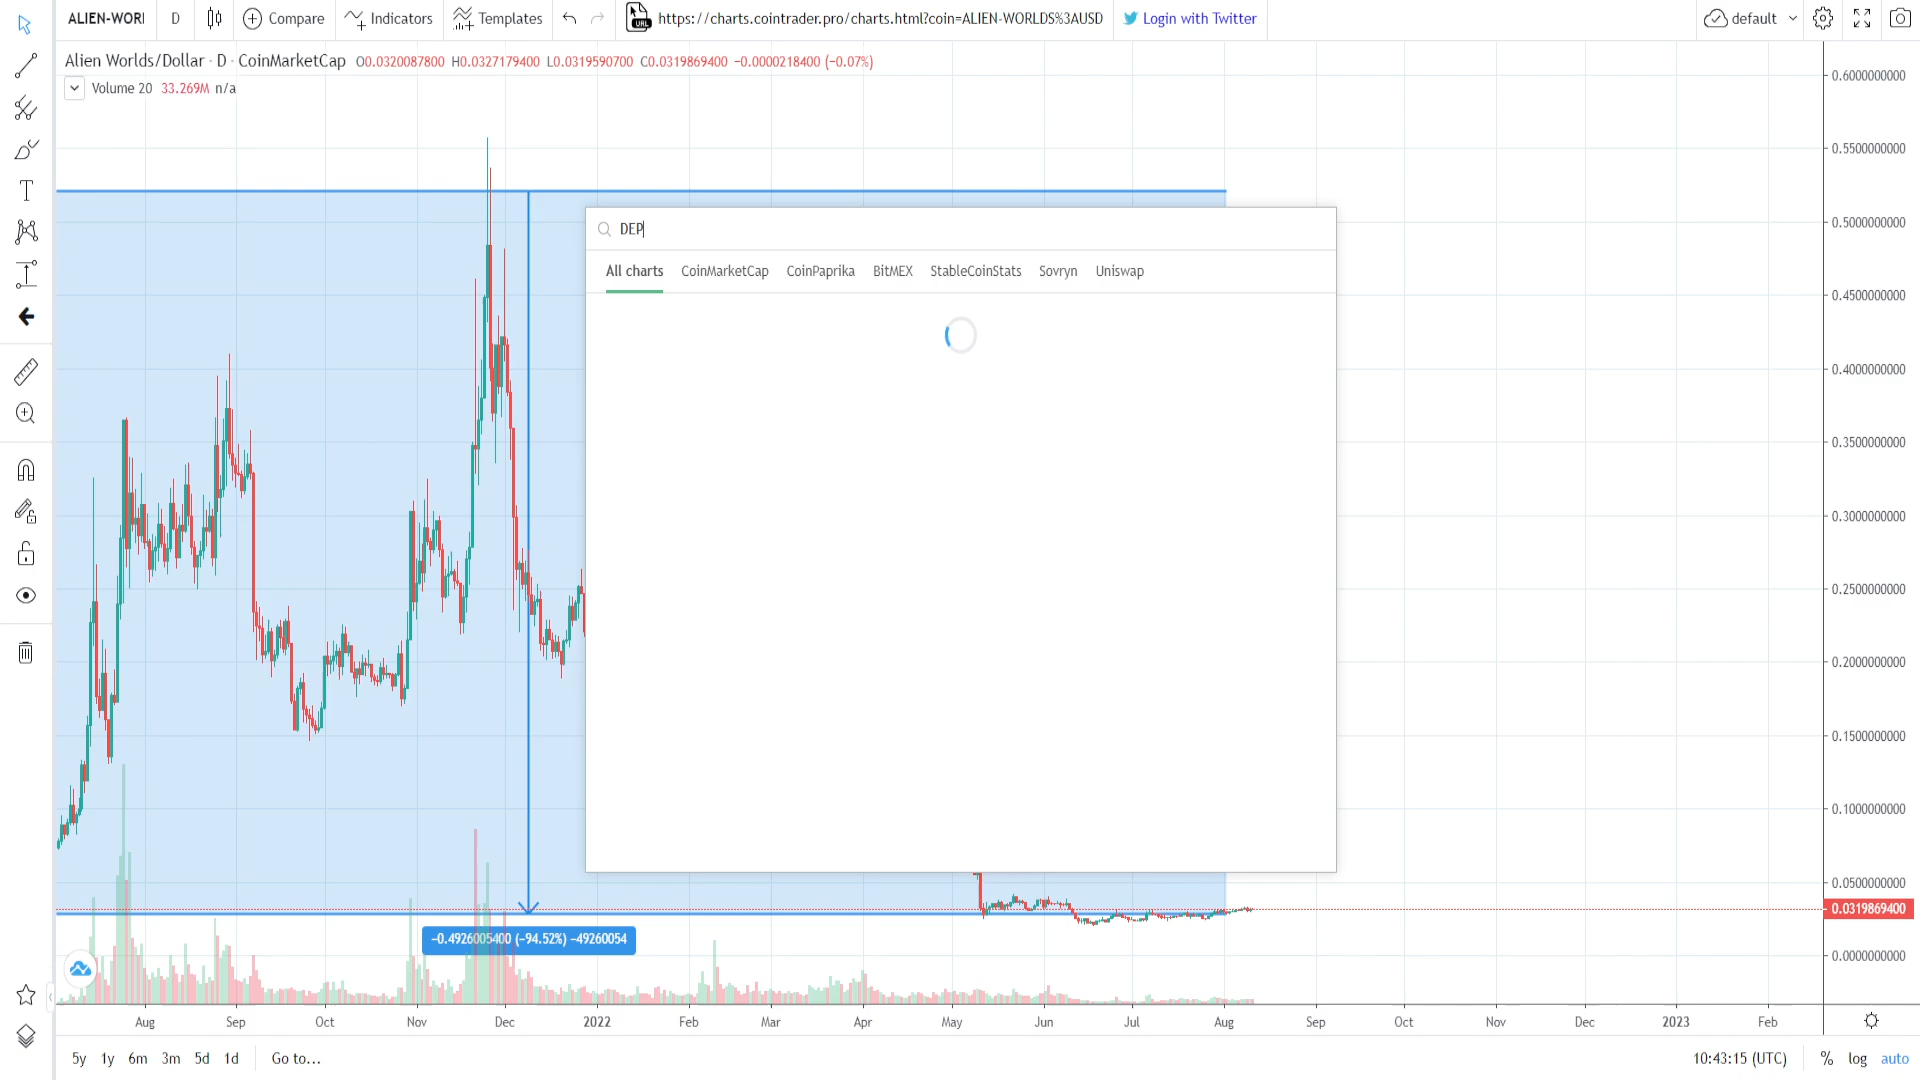 ALIEN-WORI
D
Compare
Indicators
Templates
URL
https://charts.cointrader.pro/charts.html?coin=ALIEN-WORLDS%3AUSD
Login with Twitter
default
Alien Worlds/Dollar · D · CoinMarketCap O0.0320087800 H0.0327179400 L0.0319590700 C0.0319869400 −0.0000218400 (−0.07%)
Volume 20 33.269M n/a
DEP
All charts CoinMarketCap CoinPaprika BitMEX StableCoinStats Sovryn Uniswap
0.6000000000
0.5500000000
0.5000000000
0.4500000000
0.4000000000
0.3500000000
0.3000000000
0.2500000000
0.2000000000
0.1500000000
0.1000000000
0.0500000000
0.0319869400
0.0000000000
−0.4926005400 (−94.52%) −49260054
Aug Sep Oct Nov Dec 2022 Feb Mar Apr May Jun Jul Aug Sep Oct Nov Dec 2023 Feb
5y 1y 6m 3m 5d 1d Go to...
10:43:15 (UTC) % log auto